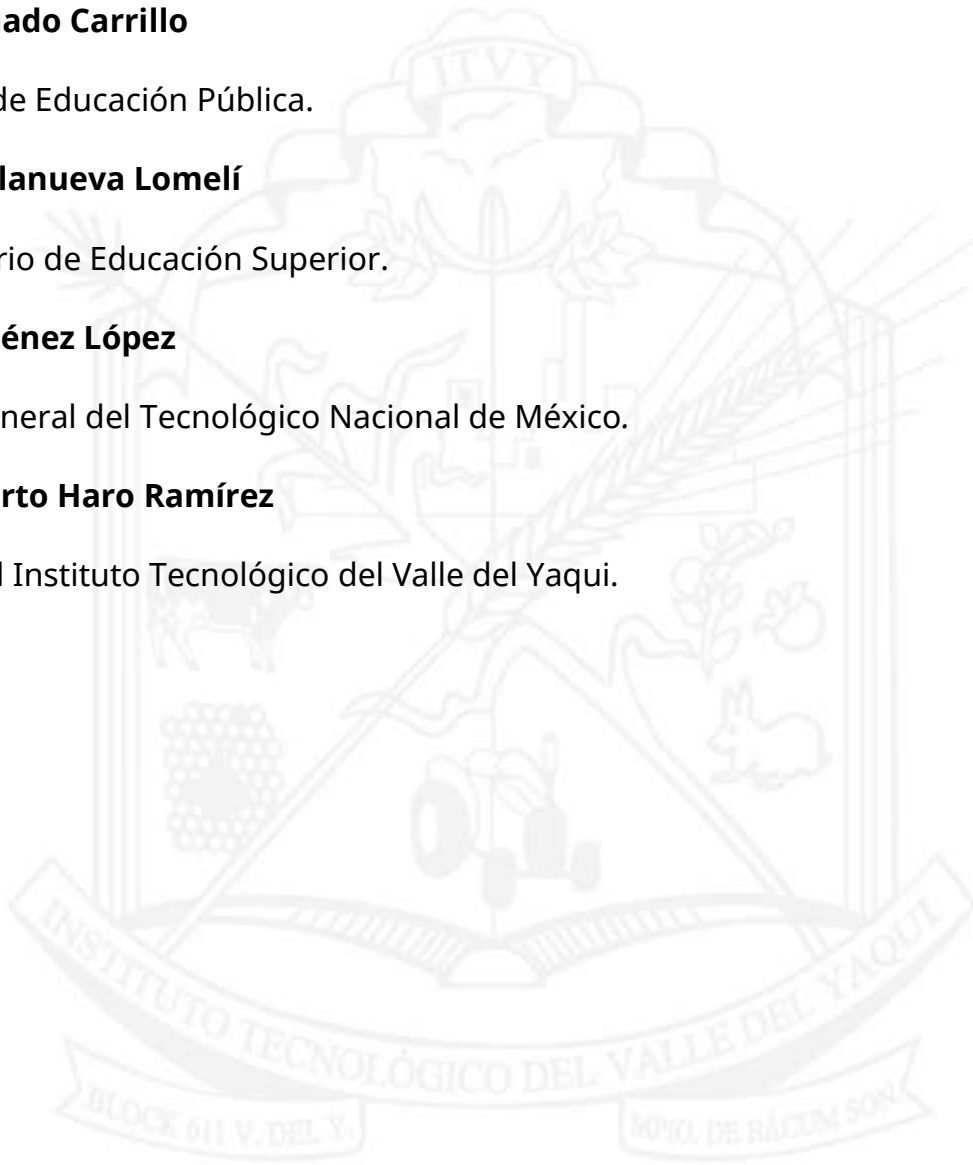 ado Carrillo
de Educación Pública.
lanueva Lomelí
rio de Educación Superior.
énez López
neral del Tecnológico Nacional de México.
rto Haro Ramírez
l Instituto Tecnológico del Valle del Yaqui.
ITVY
INSTITUTO TECNOLÓGICO DEL VALLE DEL YAQUI
BLOCK 611 V. DEL Y.
MPIO. DE BÁCUM SON.